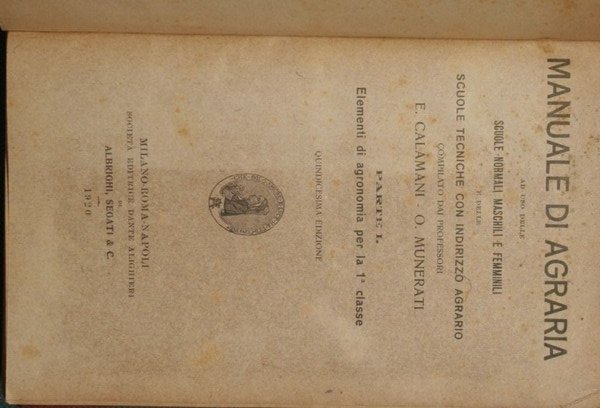 MANUALE DI AGRARIA
AD USO DELLE
SCUOLE NORMALI MASCHILI E FEMMINILI
E DELLE
SCUOLE TECNICHE CON INDIRIZZO AGRARIO
COMPILATO DAI PROFESSORI
E. CALAMANI O. MUNERATI
PARTE I.
Elementi di agronomia per la 1ª classe
QUINDICESIMA EDIZIONE
MILANO-ROMA-NAPOLI
SOCIETÀ EDITRICE DANTE ALIGHIERI
DI
ALBRIGHI, SEGATI & C.
1920